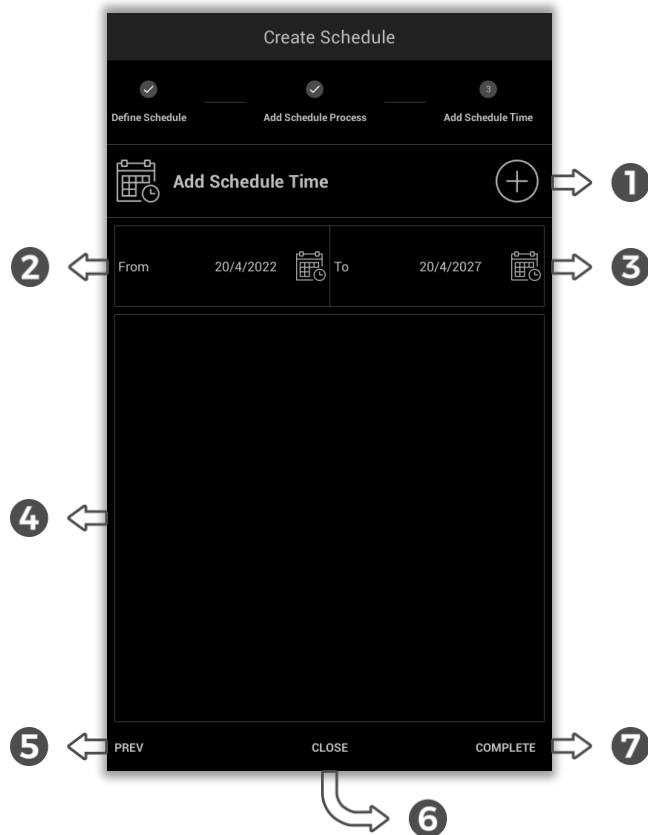 Create Schedule
3
Define Schedule Add Schedule Process Add Schedule Time
Add Schedule Time
1
2 From 20/4/2022 To 20/4/2027 3
4
5 PREV CLOSE COMPLETE 7
6